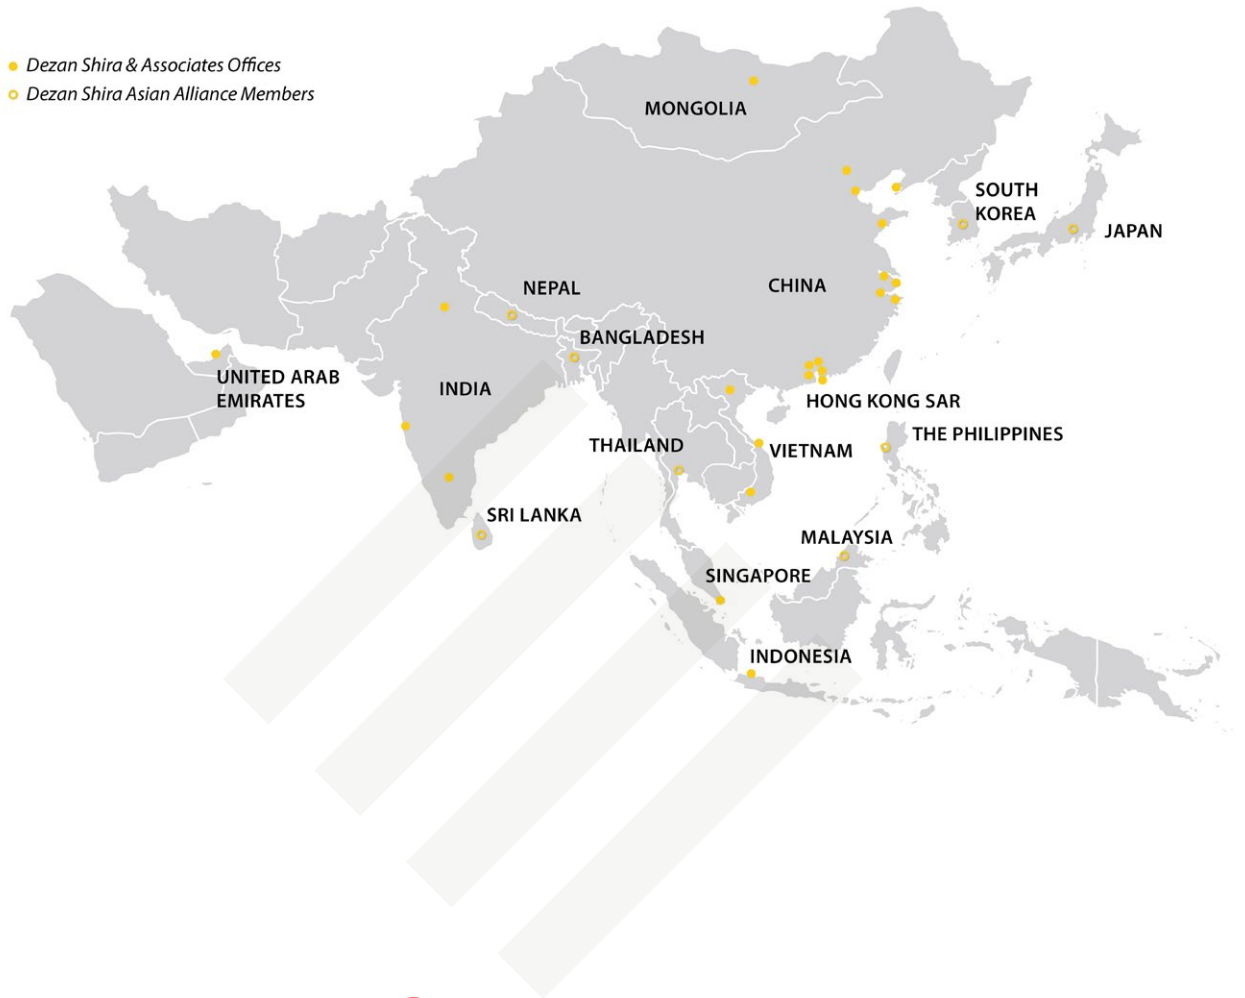 Dezan Shira & Associates Offices
Dezan Shira Asian Alliance Members
MONGOLIA
SOUTH
KOREA
JAPAN
CHINA
NEPAL
BANGLADESH
UNITED ARAB
EMIRATES
INDIA
HONG KONG SAR
THE PHILIPPINES
THAILAND
VIETNAM
SRI LANKA
MALAYSIA
SINGAPORE
INDONESIA